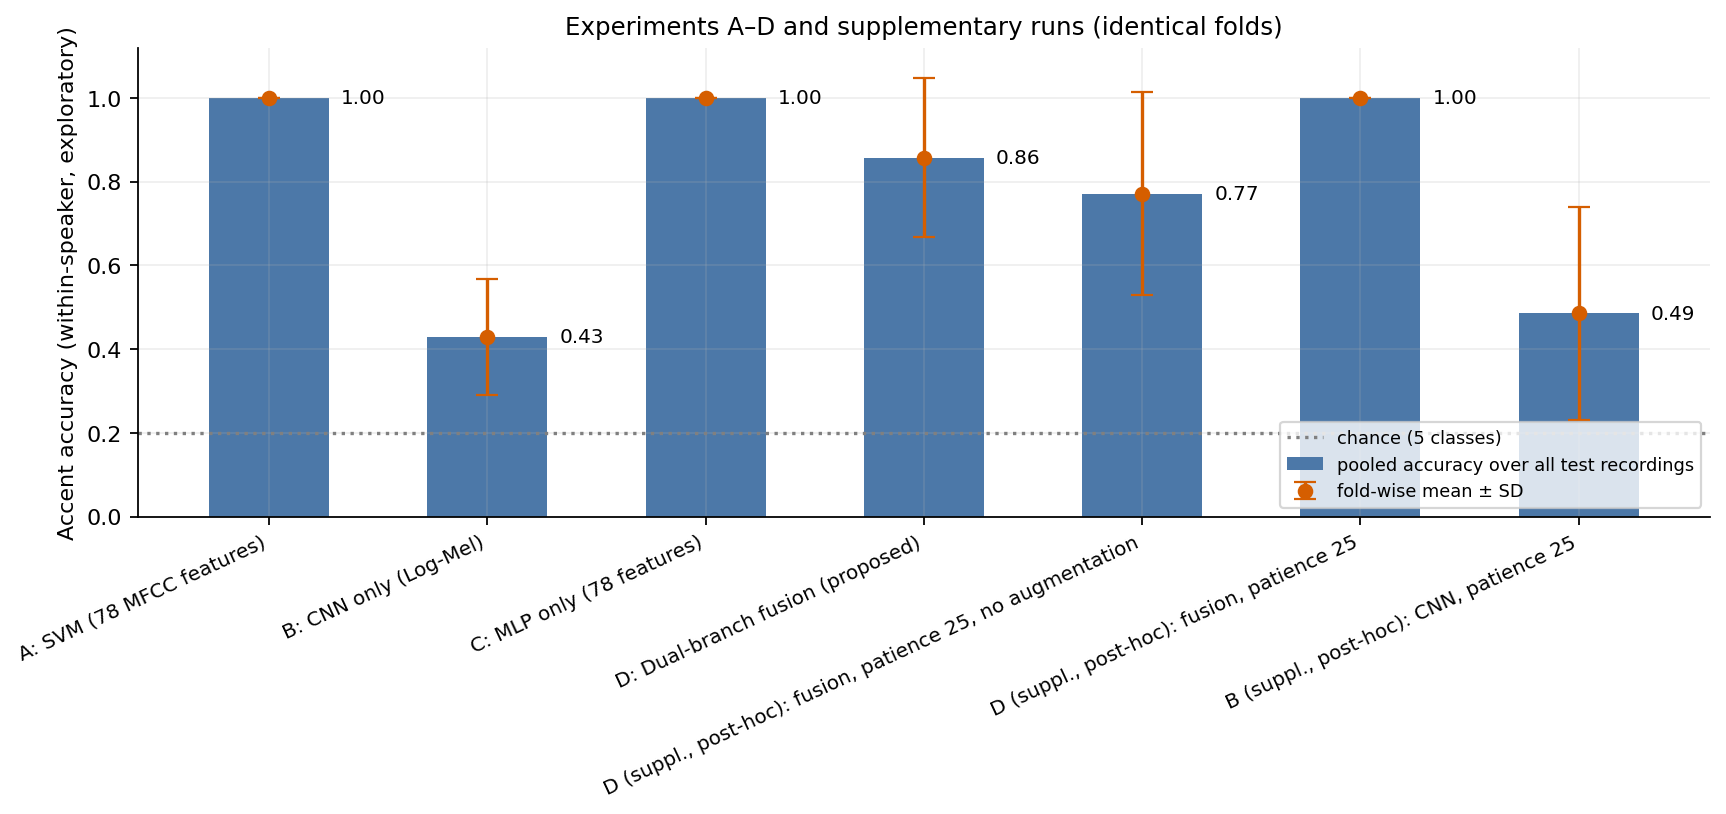 Experiments A–D and supplementary runs (identical folds)
Accent accuracy (within-speaker, exploratory)
1.0
0.8
0.6
0.4
0.2
0.0
1.00
0.43
1.00
0.86
0.77
1.00
0.49
chance (5 classes)
pooled accuracy over all test recordings
fold-wise mean ± SD
A: SVM (78 MFCC features)
B: CNN only (Log-Mel)
C: MLP only (78 features)
D: Dual-branch fusion (proposed)
D (suppl., post-hoc): fusion, patience 25, no augmentation
D (suppl., post-hoc): fusion, patience 25
B (suppl., post-hoc): CNN, patience 25